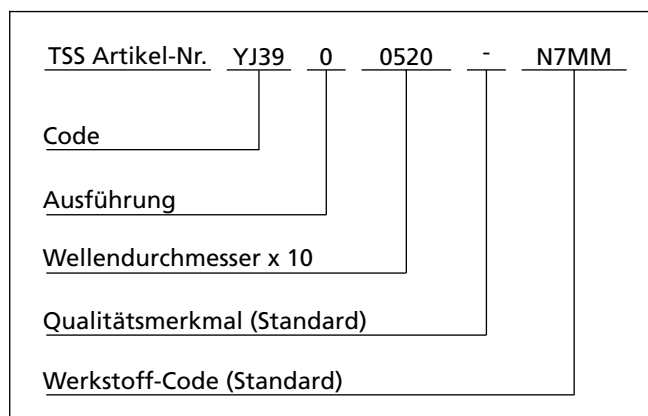 TSS Artikel-Nr. YJ39 0 0520 - N7MM
Code
Ausführung
Wellendurchmesser x 10
Qualitätsmerkmal (Standard)
Werkstoff-Code (Standard)